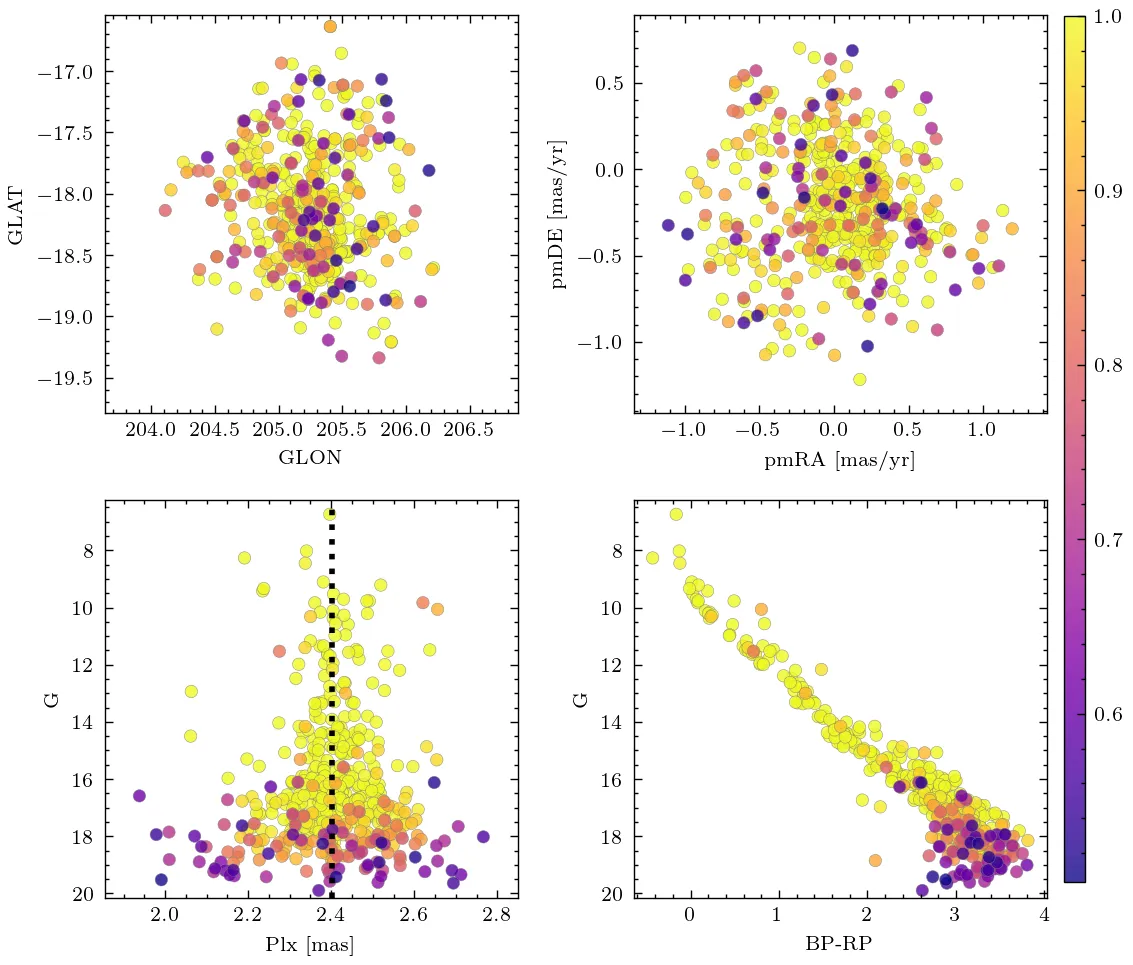 −17.0
−17.5
−18.0
−18.5
−19.0
−19.5
GLAT
204.0 204.5 205.0 205.5 206.0 206.5
GLON
0.5
0.0
−0.5
−1.0
pmDE [mas/yr]
−1.0 −0.5 0.0 0.5 1.0
pmRA [mas/yr]
1.0
0.9
0.8
0.7
0.6
8
10
12
14
16
18
20
G
2.0 2.2 2.4 2.6 2.8
Plx [mas]
8
10
12
14
16
18
20
G
0 1 2 3 4
BP-RP